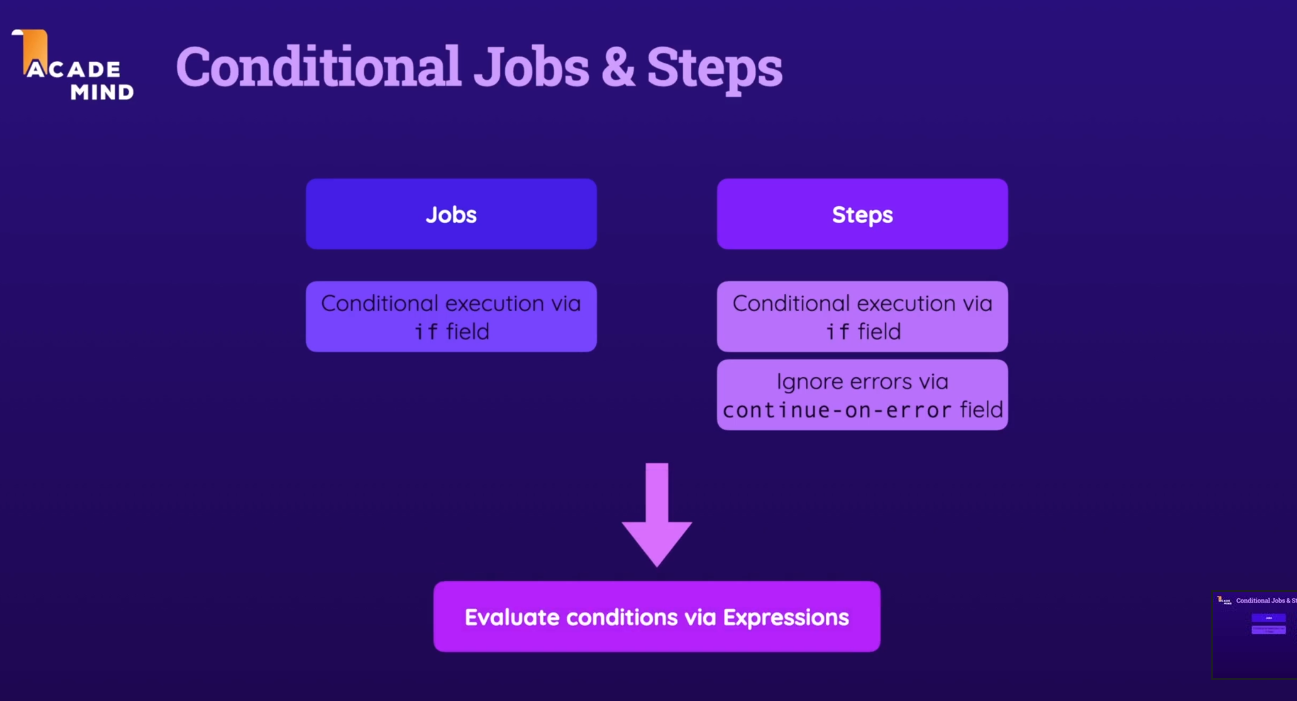 ACADE
MIND
Conditional Jobs & Steps
Jobs
Steps
Conditional execution via
if field
Conditional execution via
if field
Ignore errors via
continue-on-error field
Evaluate conditions via Expressions
Conditional Jobs & St